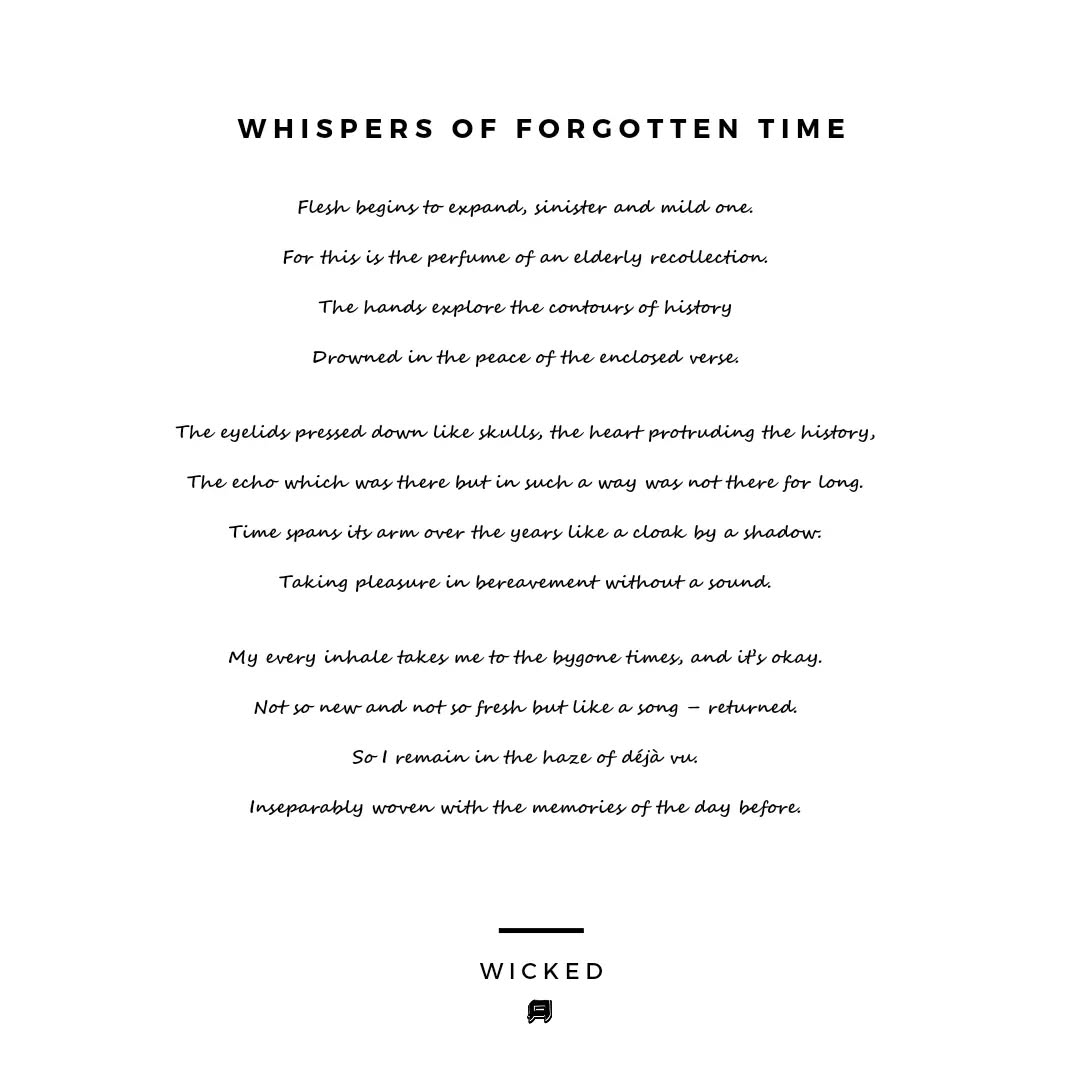 WHISPERS OF FORGOTTEN TIME
Flesh begins to expand, sinister and mild one.
For this is the perfume of an elderly recollection.
The hands explore the contours of history
Drowned in the peace of the enclosed verse.
The eyelids pressed down like skulls, the heart protruding the history,
The echo which was there but in such a way was not there for long.
Time spans its arm over the years like a cloak by a shadow.
Taking pleasure in bereavement without a sound.
My every inhale takes me to the bygone times, and it's okay.
Not so new and not so fresh but like a song – returned.
So I remain in the haze of déjà vu.
Inseparably woven with the memories of the day before.
WICKED